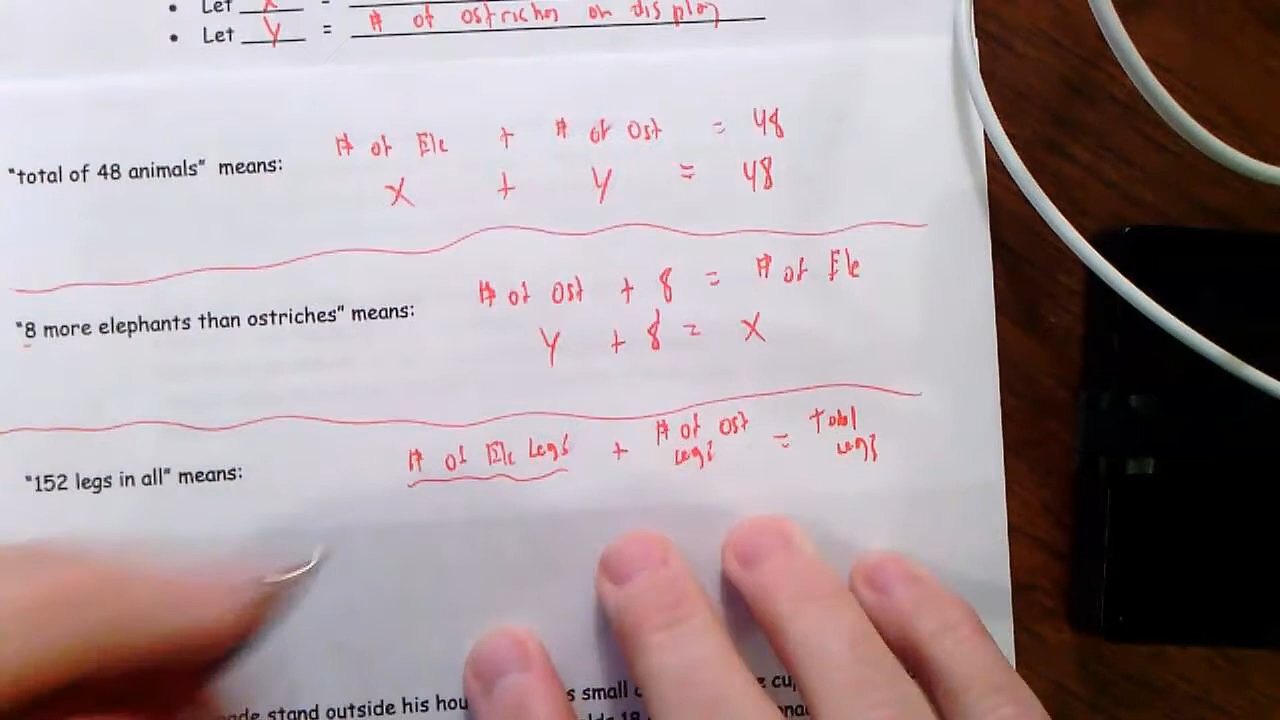 • Let X =
• Let Y = # of ostriches on display
# of Ele + # of Ost = 48
"total of 48 animals" means:
X + Y = 48
# of Ost + 8 = # of Ele
"8 more elephants than ostriches" means:
Y + 8 = X
# of Ele Legs + # of Ost Legs = Total Legs
"152 legs in all" means:
stand outside his s small